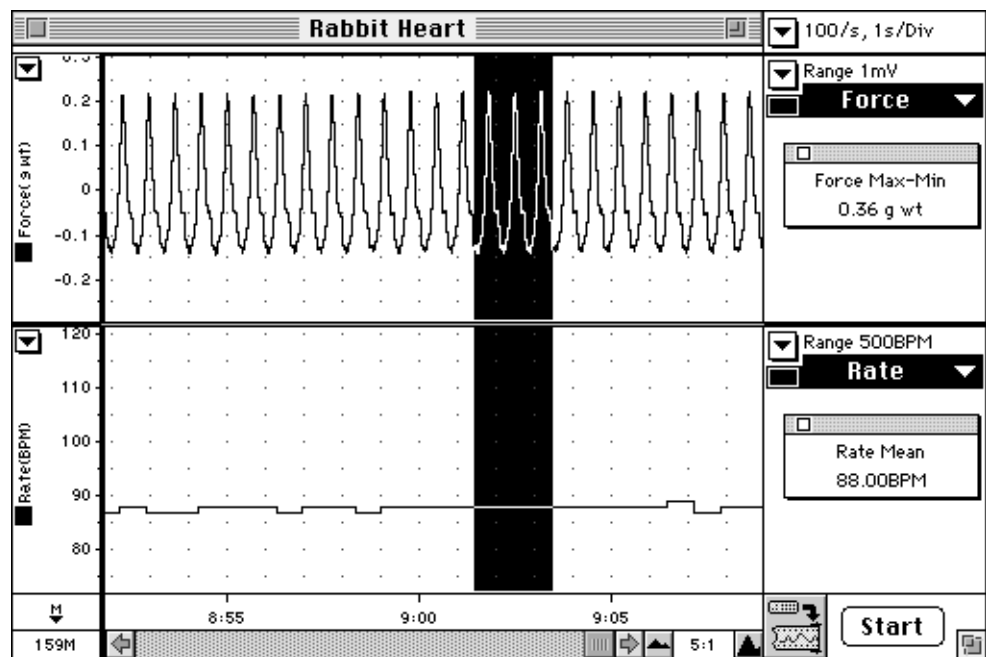 Rabbit Heart
100/s, 1s/Div
0.3
0.2
0.1
0
-0.1
-0.2
Force( g wt)
Range 1mV
Force
Force Max-Min
0.36 g wt
120
110
100
90
80
Rate(BPM)
Range 500BPM
Rate
Rate Mean
88.00BPM
M
8:55
9:00
9:05
159M
5:1
Start